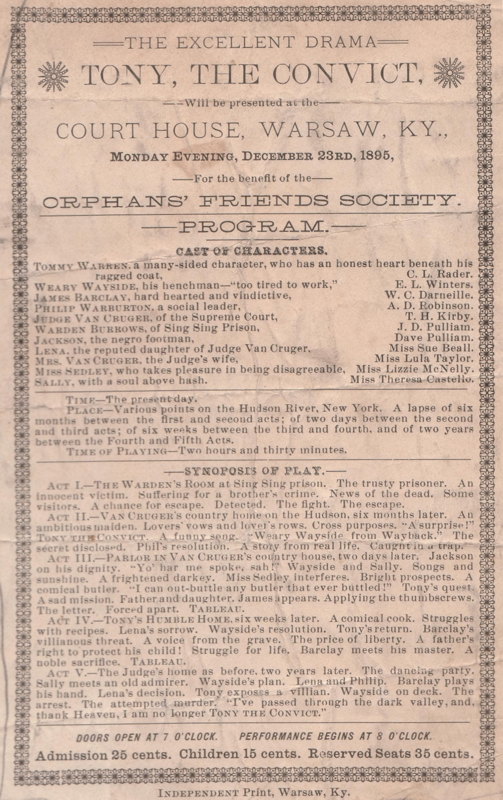 THE EXCELLENT DRAMA
TONY, THE CONVICT,
Will be presented at the
COURT HOUSE, WARSAW, KY.,
MONDAY EVENING, DECEMBER 23RD, 1895,
For the benefit of the
ORPHANS' FRIENDS SOCIETY.
PROGRAM.
CAST OF CHARACTERS.
TOMMY WARREN, a many-sided character, who has an honest heart beneath his
ragged coat, C. L. Rader.
WEARY WAYSIDE, his henchman—"too tired to work," E. L. Winters.
JAMES BARCLAY, hard hearted and vindictive, W. C. Darneille.
PHILIP WARBURTON, a social leader, A. D. Robinson.
JUDGE VAN CRUGER, of the Supreme Court, T. H. Kirby.
WARDEN BURROWS, of Sing Sing Prison, J. D. Pulliam.
JACKSON, the negro footman, Dave Pulliam.
LENA, the reputed daughter of Judge Van Cruger, Miss Sue Beall.
MRS. VAN CRUGER, the Judge's wife, Miss Lula Taylor.
MISS SEDLEY, who takes pleasure in being disagreeable, Miss Lizzie McNelly.
SALLY, with a soul above hash. Miss Theresa Castello.
TIME—The present day.
PLACE—Various points on the Hudson River, New York. A lapse of six
months between the first and second acts; of two days between the second
and third acts; of six weeks between the third and fourth, and of two years
between the Fourth and Fifth Acts.
TIME OF PLAYING—Two hours and thirty minutes.
SYNOPOSIS OF PLAY.
ACT I.—THE WARDEN'S ROOM at Sing Sing prison. The trusty prisoner. An
innocent victim. Suffering for a brother's crime. News of the dead. Some
visitors. A chance for escape. Detected. The fight. The escape.
ACT II.—VAN CRUGER'S country home on the Hudson, six months later. An
ambitious maiden. Lovers' vows and lover's rows. Cross purposes. "A surprise!"
TONY THE CONVICT. A funny song. "Weary Wayside from Wayback." The
secret disclosed. Phill's resolution. A story from real life. Caught in a trap.
ACT III.—PARLOR IN VAN CRUGER'S country house, two days later. Jackson
on his dignity. "Yo' har me spoke, sah!" Wayside and Sally. Songs and
sunshine. A frightened darkey. Miss Sedley interferes. Bright prospects. A
comical butler. "I can out-buttle any butler that ever buttled!" Tony's quest.
A sad mission. Father and daughter. James appears. Applying the thumbscrews.
The letter. Forced apart. TABLEAU.
ACT IV.—TONY'S HUMBLE HOME, six weeks later. A comical cook. Struggles
with recipes. Lena's sorrow. Wayside's resolution. Tony's return. Barclay's
villianous threat. A voice from the grave. The price of liberty. A father's
right to protect his child! Struggle for life. Barclay meets his master. A
noble sacrifice. TABLEAU.
ACT V.—The Judge's home as before, two years later. The dancing party.
Sally meets an old admirer. Wayside's plan. Lena and Philip. Barclay plays
his hand. Lena's decision. Tony exposes a villian. Wayside on deck. The
arrest. The attempted murder. "I've passed through the dark valley, and,
thank Heaven, I am no longer TONY THE CONVICT."
DOORS OPEN AT 7 O'CLOCK. PERFORMANCE BEGINS AT 8 O'CLOCK.
Admission 25 cents. Children 15 cents. Reserved Seats 35 cents.
INDEPENDENT Print, Warsaw, Ky.